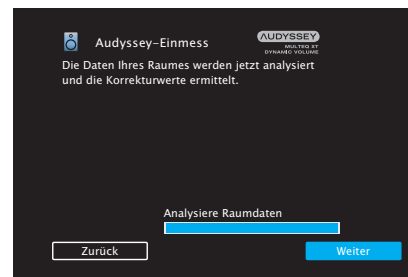 Audyssey-Einmess
AUDYSSEY
MULTEQ XT
DYNAMIC VOLUME
Die Daten Ihres Raumes werden jetzt analysiert
und die Korrekturwerte ermittelt.
Analysiere Raumdaten
Zurück
Weiter